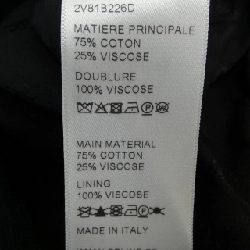 MATIERE PRINCIPALE
75% COTON
25% VISCOSE
DOUBLURE
100% VISCOSE
MAIN MATERIAL
75% COTTON
25% VISCOSE
LINING
100% VISCOSE
MADE IN ITALY